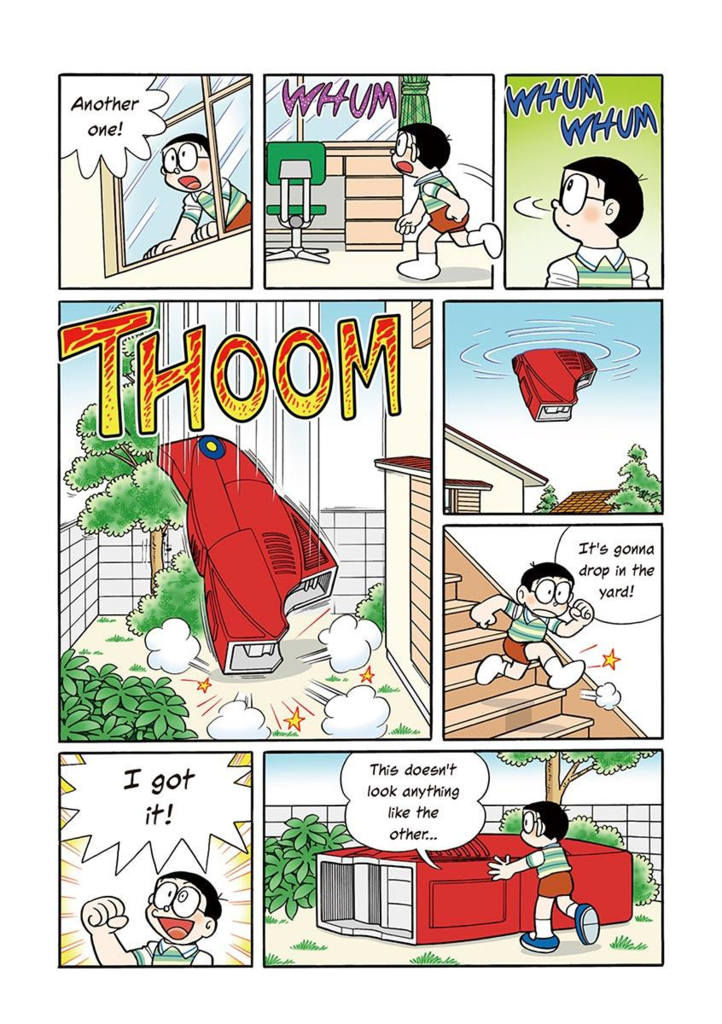 WHUM
WHUM
WHUM
Another
one!
It's gonna
drop in the
yard!
THOOM
This doesn't
look anything
like the
other...
I got
it!